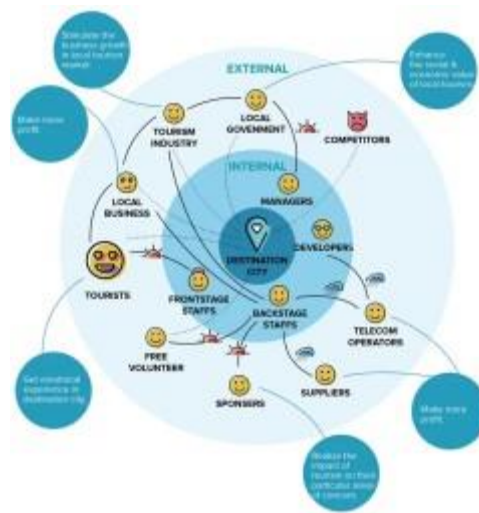 Stimulate the
business growth
in local tourism
market
Enhance
the social &
economic value
of local tourism
EXTERNAL
LOCAL
GOVENMENT
TOURISM
INDUSTRY
COMPETITORS
Make more
profit
INTERNAL
MANAGERS
LOCAL
BUSINESS
DEVELOPERS
DESTINATION
CITY
TOURISTS
FRONTSTAGE
STAFFS
BACKSTAGE
STAFFS
TELECOM
OPERATORS
FREE
VOLUNTEER
SUPPLIERS
SPONSERS
Get emotional
experience in
destination city
Make more
profit
Realize the
impact of
tourism on their
particular areas
of concern